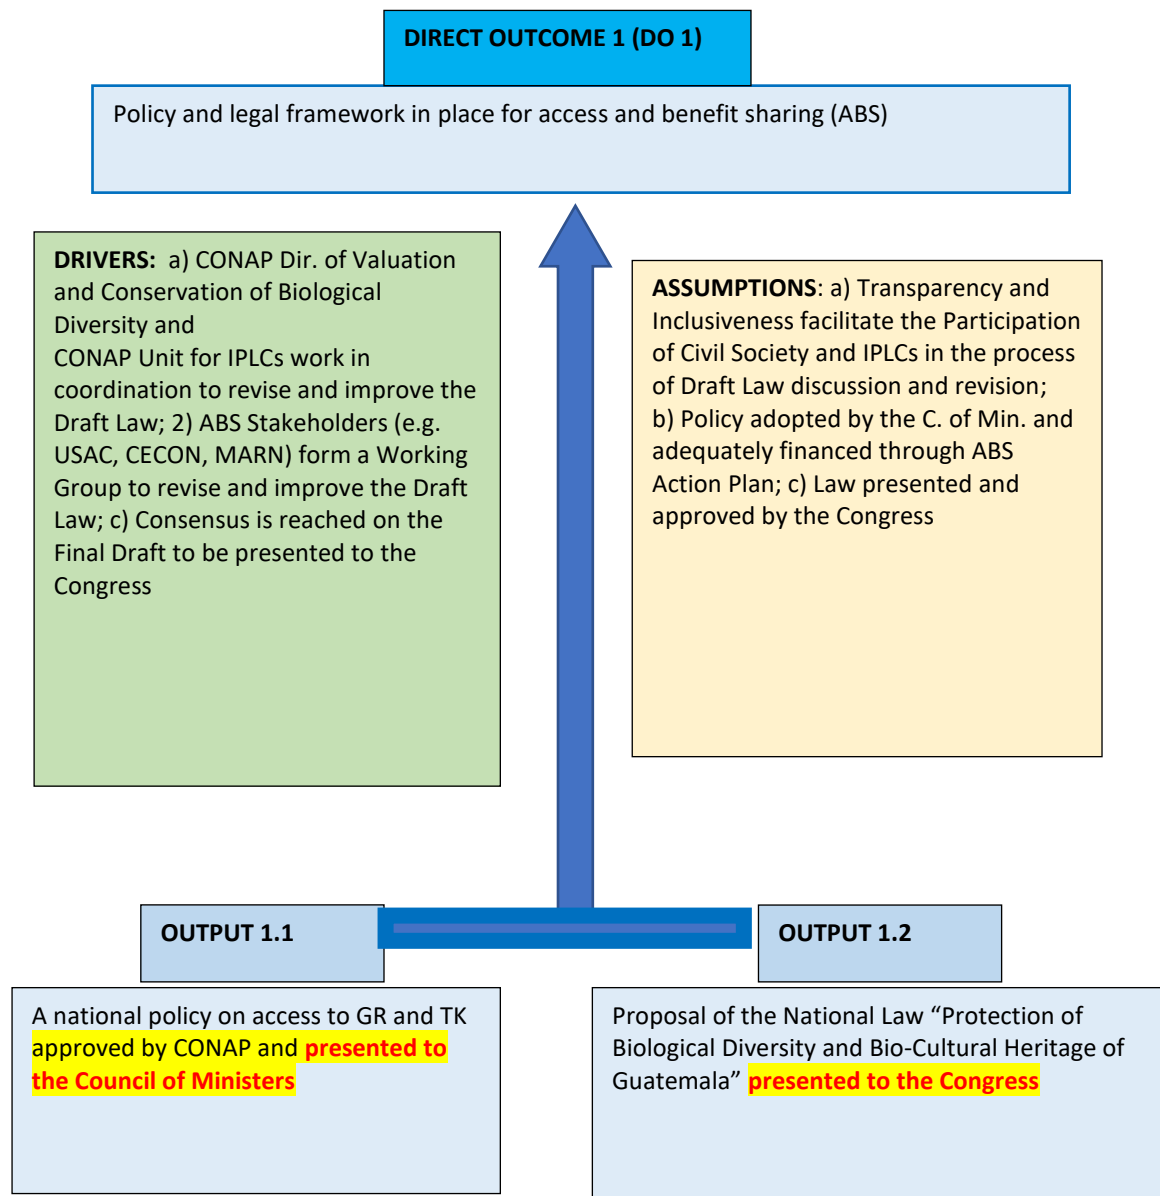 DIRECT OUTCOME 1 (DO 1)
Policy and legal framework in place for access and benefit sharing (ABS)
DRIVERS: a) CONAP Dir. of Valuation
and Conservation of Biological
Diversity and
CONAP Unit for IPLCs work in
coordination to revise and improve the
Draft Law; 2) ABS Stakeholders (e.g.
USAC, CECON, MARN) form a Working
Group to revise and improve the Draft
Law; c) Consensus is reached on the
Final Draft to be presented to the
Congress
ASSUMPTIONS: a) Transparency and
Inclusiveness facilitate the Participation
of Civil Society and IPLCs in the process
of Draft Law discussion and revision;
b) Policy adopted by the C. of Min. and
adequately financed through ABS
Action Plan; c) Law presented and
approved by the Congress
OUTPUT 1.1
A national policy on access to GR and TK
approved by CONAP and presented to
the Council of Ministers
OUTPUT 1.2
Proposal of the National Law “Protection of
Biological Diversity and Bio-Cultural Heritage of
Guatemala” presented to the Congress